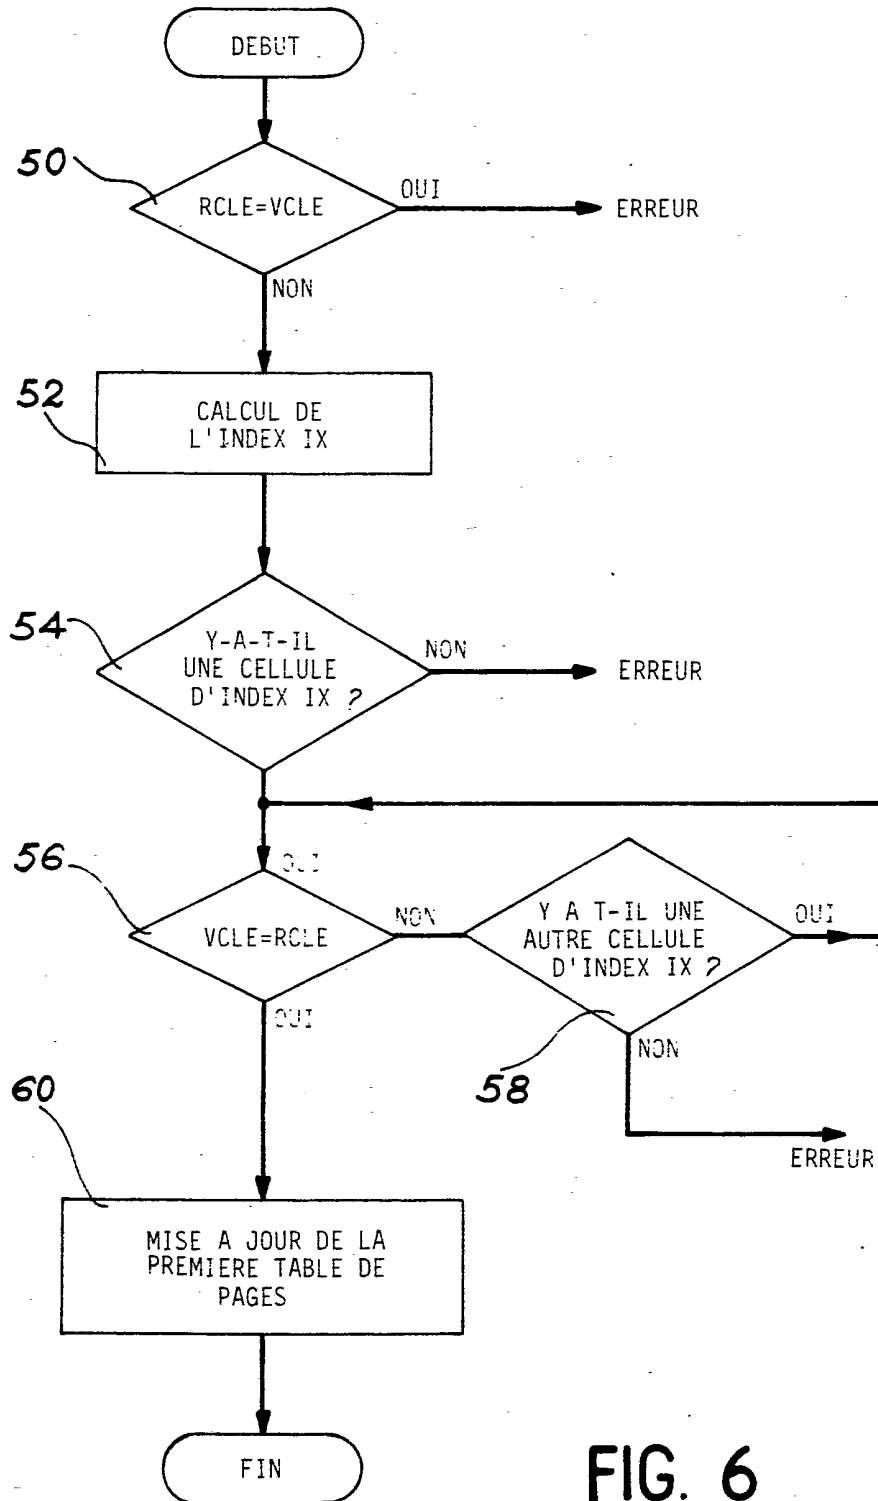 DEBUT
50
RCLE=VCLE
OUI
ERREUR
NON
52
CALCUL DE
L'INDEX IX
54
Y-A-T-IL
UNE CELLULE
D'INDEX IX ?
NON
ERREUR
56
OUI
VCLE=RCLE
NON
Y A T-IL UNE
AUTRE CELLULE
D'INDEX IX ?
OUI
OUI
58
NON
ERREUR
60
MISE A JOUR DE LA
PREMIERE TABLE DE
PAGES
FIN
FIG. 6